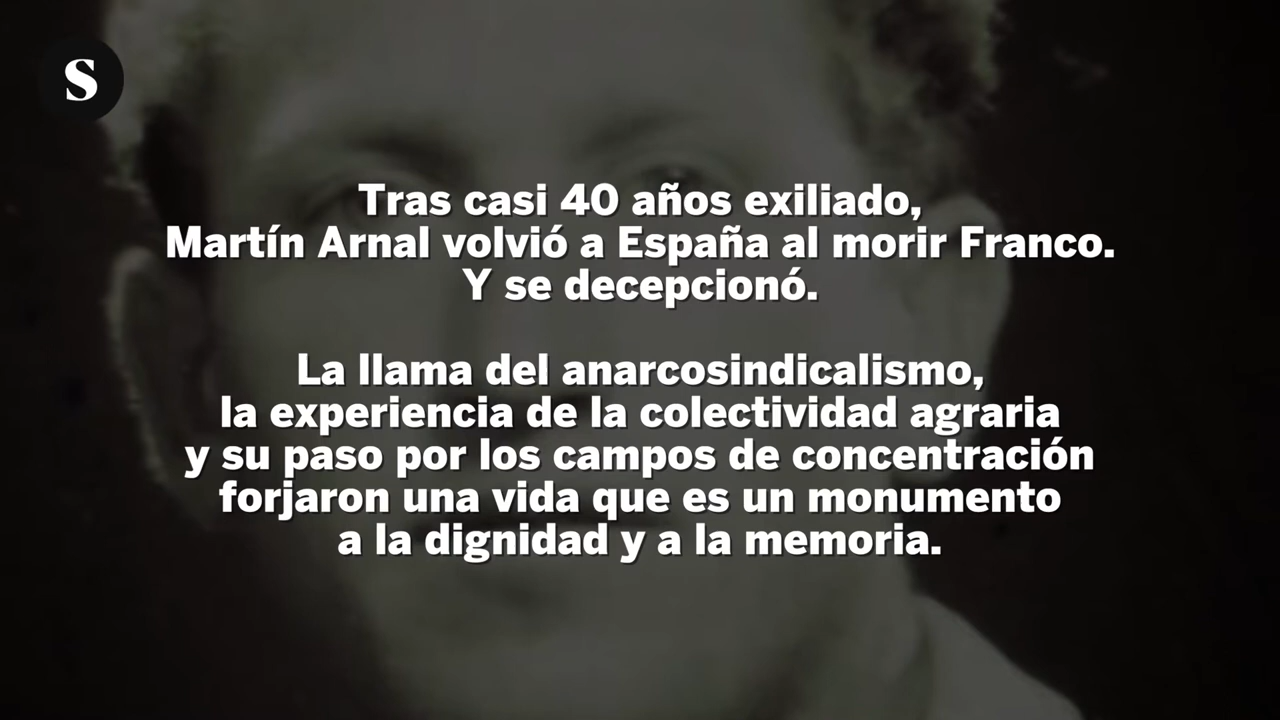 S
Tras casi 40 años exiliado,
Martín Arnal volvió a España al morir Franco.
Y se decepcionó.
La llama del anarcosindicalismo,
la experiencia de la colectividad agraria
y su paso por los campos de concentración
forjaron una vida que es un monumento
a la dignidad y a la memoria.